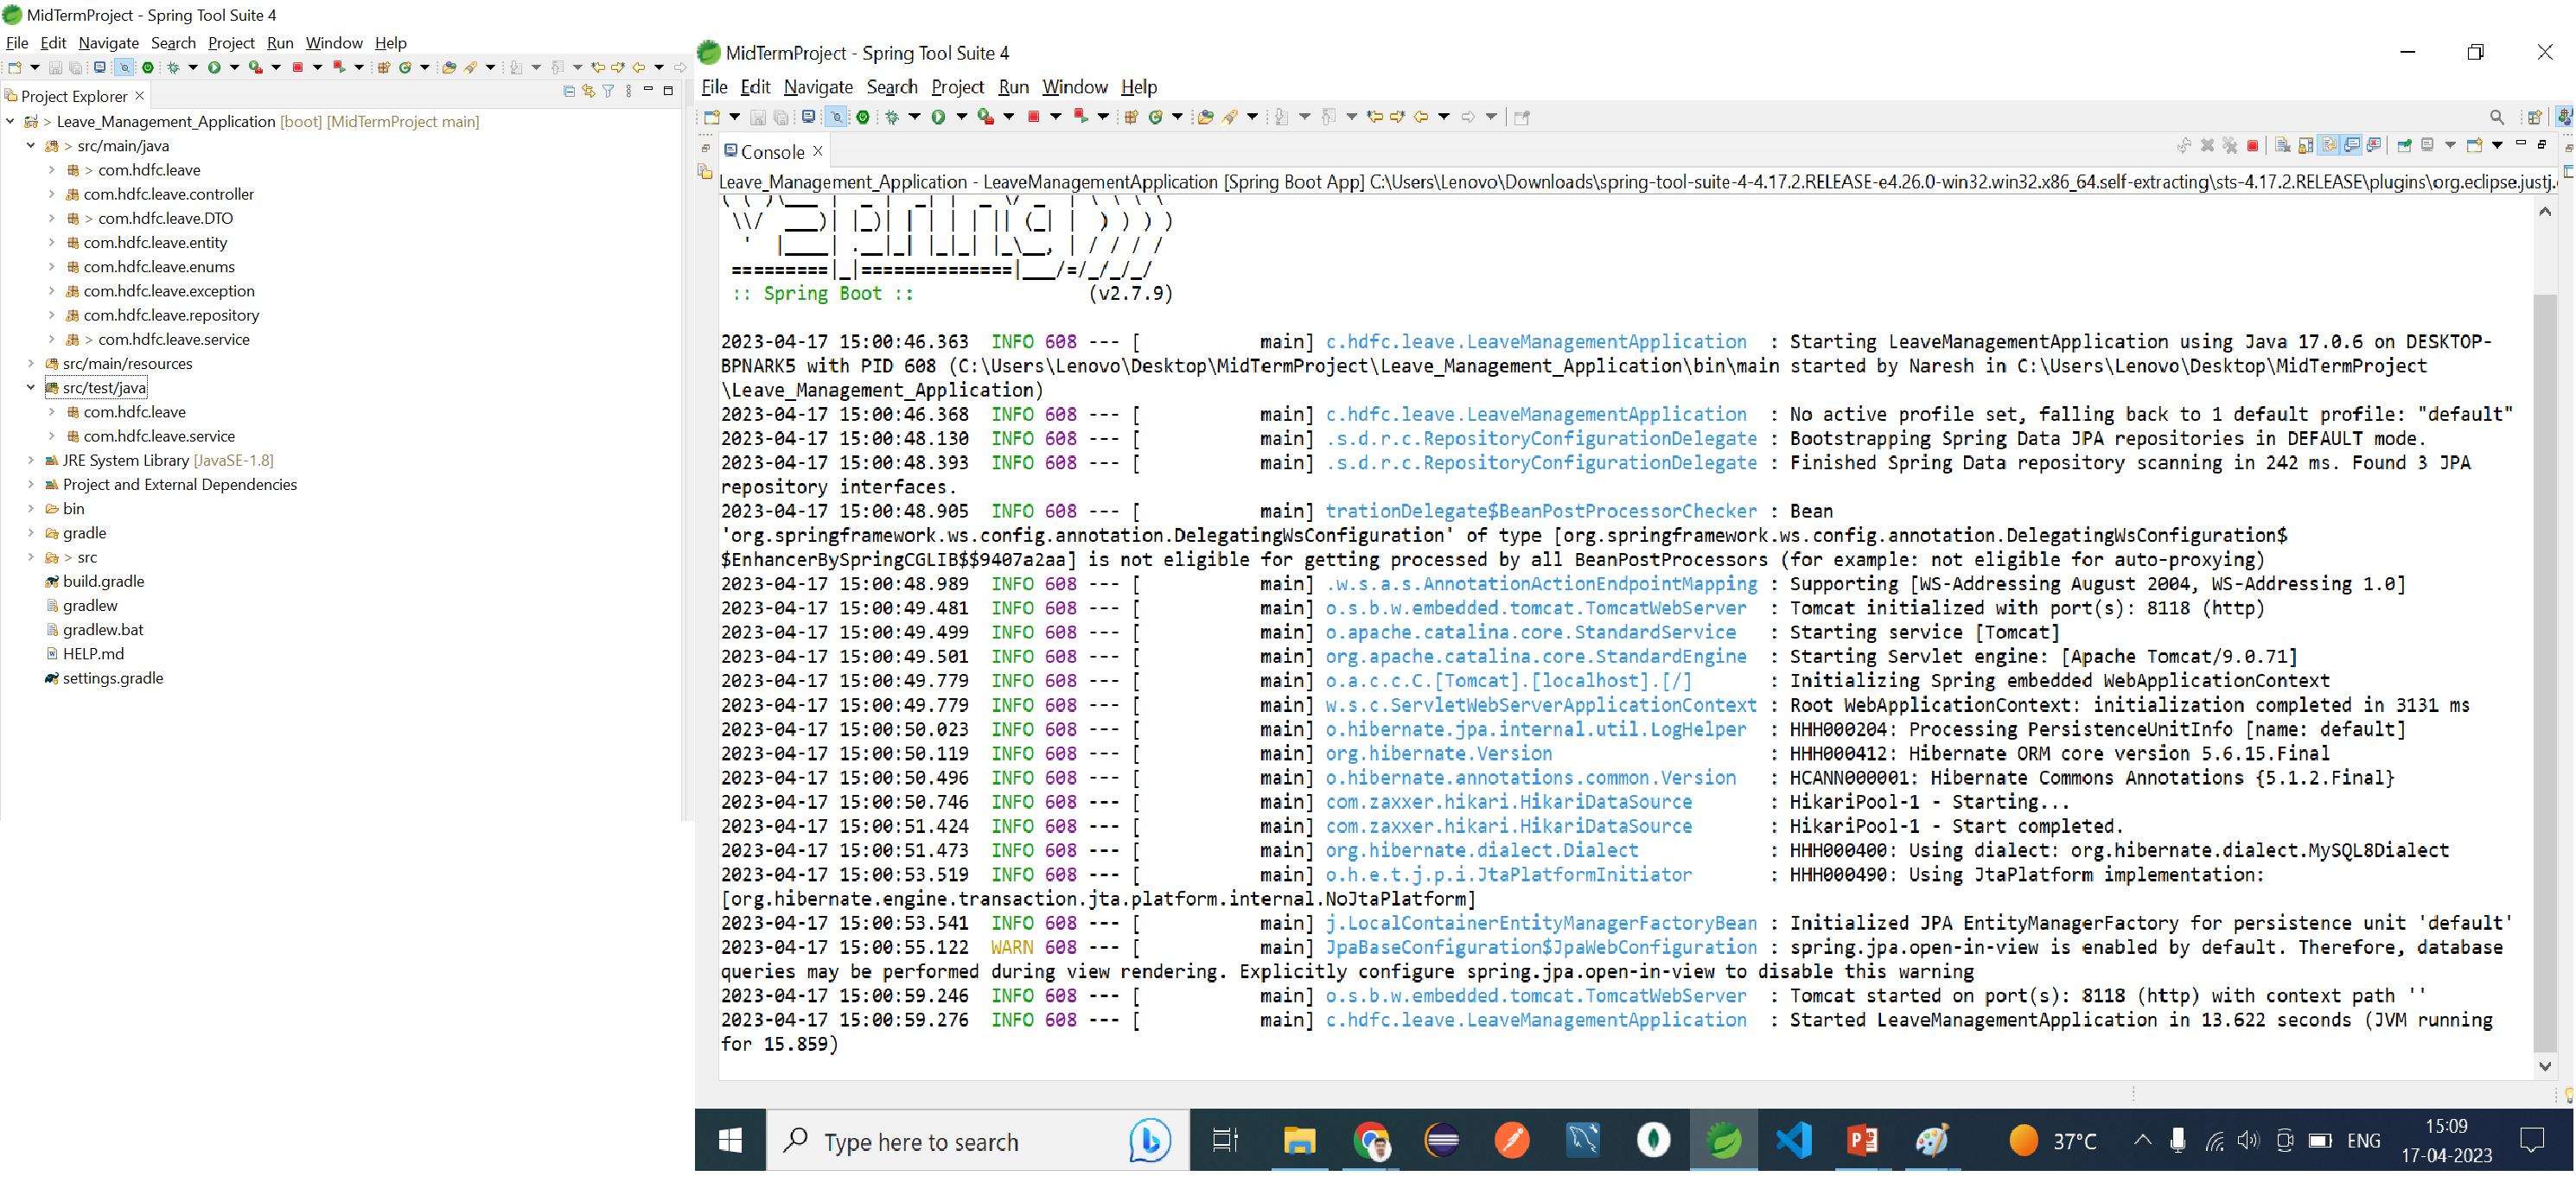 MidTermProject - Spring Tool Suite 4
File Edit Navigate Search Project Run Window Help
Project Explorer
> Leave_Management_Application [boot] [MidTermProject main]
> src/main/java
> com.hdfc.leave
com.hdfc.leave.controller
> com.hdfc.leave.DTO
com.hdfc.leave.entity
com.hdfc.leave.enums
com.hdfc.leave.exception
com.hdfc.leave.repository
> com.hdfc.leave.service
src/main/resources
src/test/java
com.hdfc.leave
com.hdfc.leave.service
JRE System Library [JavaSE-1.8]
Project and External Dependencies
bin
gradle
> src
build.gradle
gradlew
gradlew.bat
HELP.md
settings.gradle
MidTermProject - Spring Tool Suite 4
File Edit Navigate Search Project Run Window Help
Console
Leave_Management_Application - LeaveManagementApplication [Spring Boot App] C:\Users\Lenovo\Downloads\spring-tool-suite-4-4.17.2.RELEASE-e4.26.0-win32.win32.x86_64.self-extracting\sts-4.17.2.RELEASE\plugins\org.eclipse.justj.
:: Spring Boot :: (v2.7.9)
2023-04-17 15:00:46.363 INFO 608 --- [ main] c.hdfc.leave.LeaveManagementApplication : Starting LeaveManagementApplication using Java 17.0.6 on DESKTOP-
BPNARK5 with PID 608 (C:\Users\Lenovo\Desktop\MidTermProject\Leave_Management_Application\bin\main started by Naresh in C:\Users\Lenovo\Desktop\MidTermProject
\Leave_Management_Application)
2023-04-17 15:00:46.368 INFO 608 --- [ main] c.hdfc.leave.LeaveManagementApplication : No active profile set, falling back to 1 default profile: "default"
2023-04-17 15:00:48.130 INFO 608 --- [ main] .s.d.r.c.RepositoryConfigurationDelegate : Bootstrapping Spring Data JPA repositories in DEFAULT mode.
2023-04-17 15:00:48.393 INFO 608 --- [ main] .s.d.r.c.RepositoryConfigurationDelegate : Finished Spring Data repository scanning in 242 ms. Found 3 JPA
repository interfaces.
2023-04-17 15:00:48.905 INFO 608 --- [ main] trationDelegate$BeanPostProcessorChecker : Bean
'org.springframework.ws.config.annotation.DelegatingWsConfiguration' of type [org.springframework.ws.config.annotation.DelegatingWsConfiguration$
$EnhancerBySpringCGLIB$$9407a2aa] is not eligible for getting processed by all BeanPostProcessors (for example: not eligible for auto-proxying)
2023-04-17 15:00:48.989 INFO 608 --- [ main] .w.s.a.s.AnnotationActionEndpointMapping : Supporting [WS-Addressing August 2004, WS-Addressing 1.0]
2023-04-17 15:00:49.481 INFO 608 --- [ main] o.s.b.w.embedded.tomcat.TomcatWebServer : Tomcat initialized with port(s): 8118 (http)
2023-04-17 15:00:49.499 INFO 608 --- [ main] o.apache.catalina.core.StandardService : Starting service [Tomcat]
2023-04-17 15:00:49.501 INFO 608 --- [ main] org.apache.catalina.core.StandardEngine : Starting Servlet engine: [Apache Tomcat/9.0.71]
2023-04-17 15:00:49.779 INFO 608 --- [ main] o.a.c.c.C.[Tomcat].[localhost].[/] : Initializing Spring embedded WebApplicationContext
2023-04-17 15:00:49.779 INFO 608 --- [ main] w.s.c.ServletWebServerApplicationContext : Root WebApplicationContext: initialization completed in 3131 ms
2023-04-17 15:00:50.023 INFO 608 --- [ main] o.hibernate.jpa.internal.util.LogHelper : HHH000204: Processing PersistenceUnitInfo [name: default]
2023-04-17 15:00:50.119 INFO 608 --- [ main] org.hibernate.Version : HHH000412: Hibernate ORM core version 5.6.15.Final
2023-04-17 15:00:50.496 INFO 608 --- [ main] o.hibernate.annotations.common.Version : HCANN000001: Hibernate Commons Annotations {5.1.2.Final}
2023-04-17 15:00:50.746 INFO 608 --- [ main] com.zaxxer.hikari.HikariDataSource : HikariPool-1 - Starting...
2023-04-17 15:00:51.424 INFO 608 --- [ main] com.zaxxer.hikari.HikariDataSource : HikariPool-1 - Start completed.
2023-04-17 15:00:51.473 INFO 608 --- [ main] org.hibernate.dialect.Dialect : HHH000400: Using dialect: org.hibernate.dialect.MySQL8Dialect
2023-04-17 15:00:53.519 INFO 608 --- [ main] o.h.e.t.j.p.i.JtaPlatformInitiator : HHH000490: Using JtaPlatform implementation:
[org.hibernate.engine.transaction.jta.platform.internal.NoJtaPlatform]
2023-04-17 15:00:53.541 INFO 608 --- [ main] j.LocalContainerEntityManagerFactoryBean : Initialized JPA EntityManagerFactory for persistence unit 'default'
2023-04-17 15:00:55.122 WARN 608 --- [ main] JpaBaseConfiguration$JpaWebConfiguration : spring.jpa.open-in-view is enabled by default. Therefore, database
queries may be performed during view rendering. Explicitly configure spring.jpa.open-in-view to disable this warning
2023-04-17 15:00:59.246 INFO 608 --- [ main] o.s.b.w.embedded.tomcat.TomcatWebServer : Tomcat started on port(s): 8118 (http) with context path ''
2023-04-17 15:00:59.276 INFO 608 --- [ main] c.hdfc.leave.LeaveManagementApplication : Started LeaveManagementApplication in 13.622 seconds (JVM running
for 15.859)
Type here to search
37°C
ENG
15:09
17-04-2023